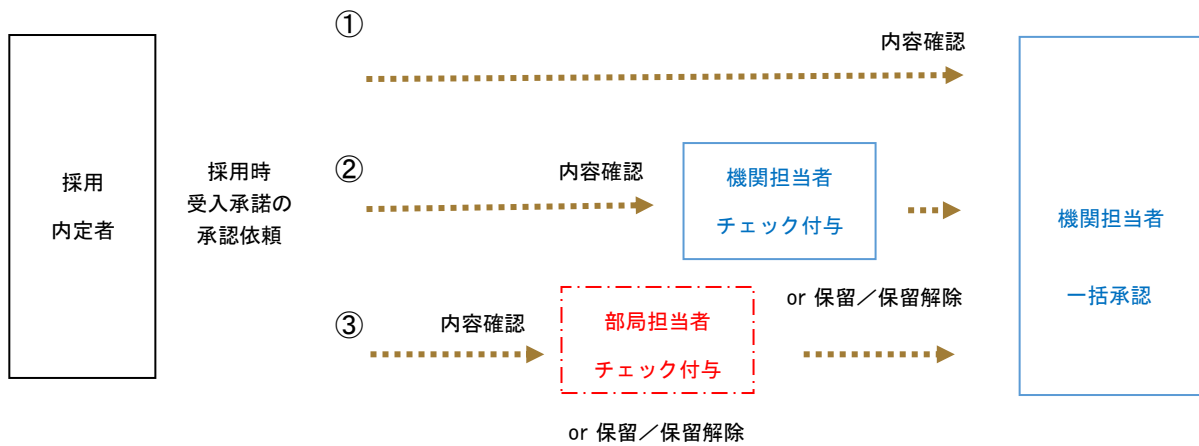 採用
内定者
採用時
受入承諾の
承認依頼
①
内容確認
②
内容確認
機関担当者
チェック付与
or 保留／保留解除
③
内容確認
部局担当者
チェック付与
or 保留／保留解除
機関担当者
一括承認